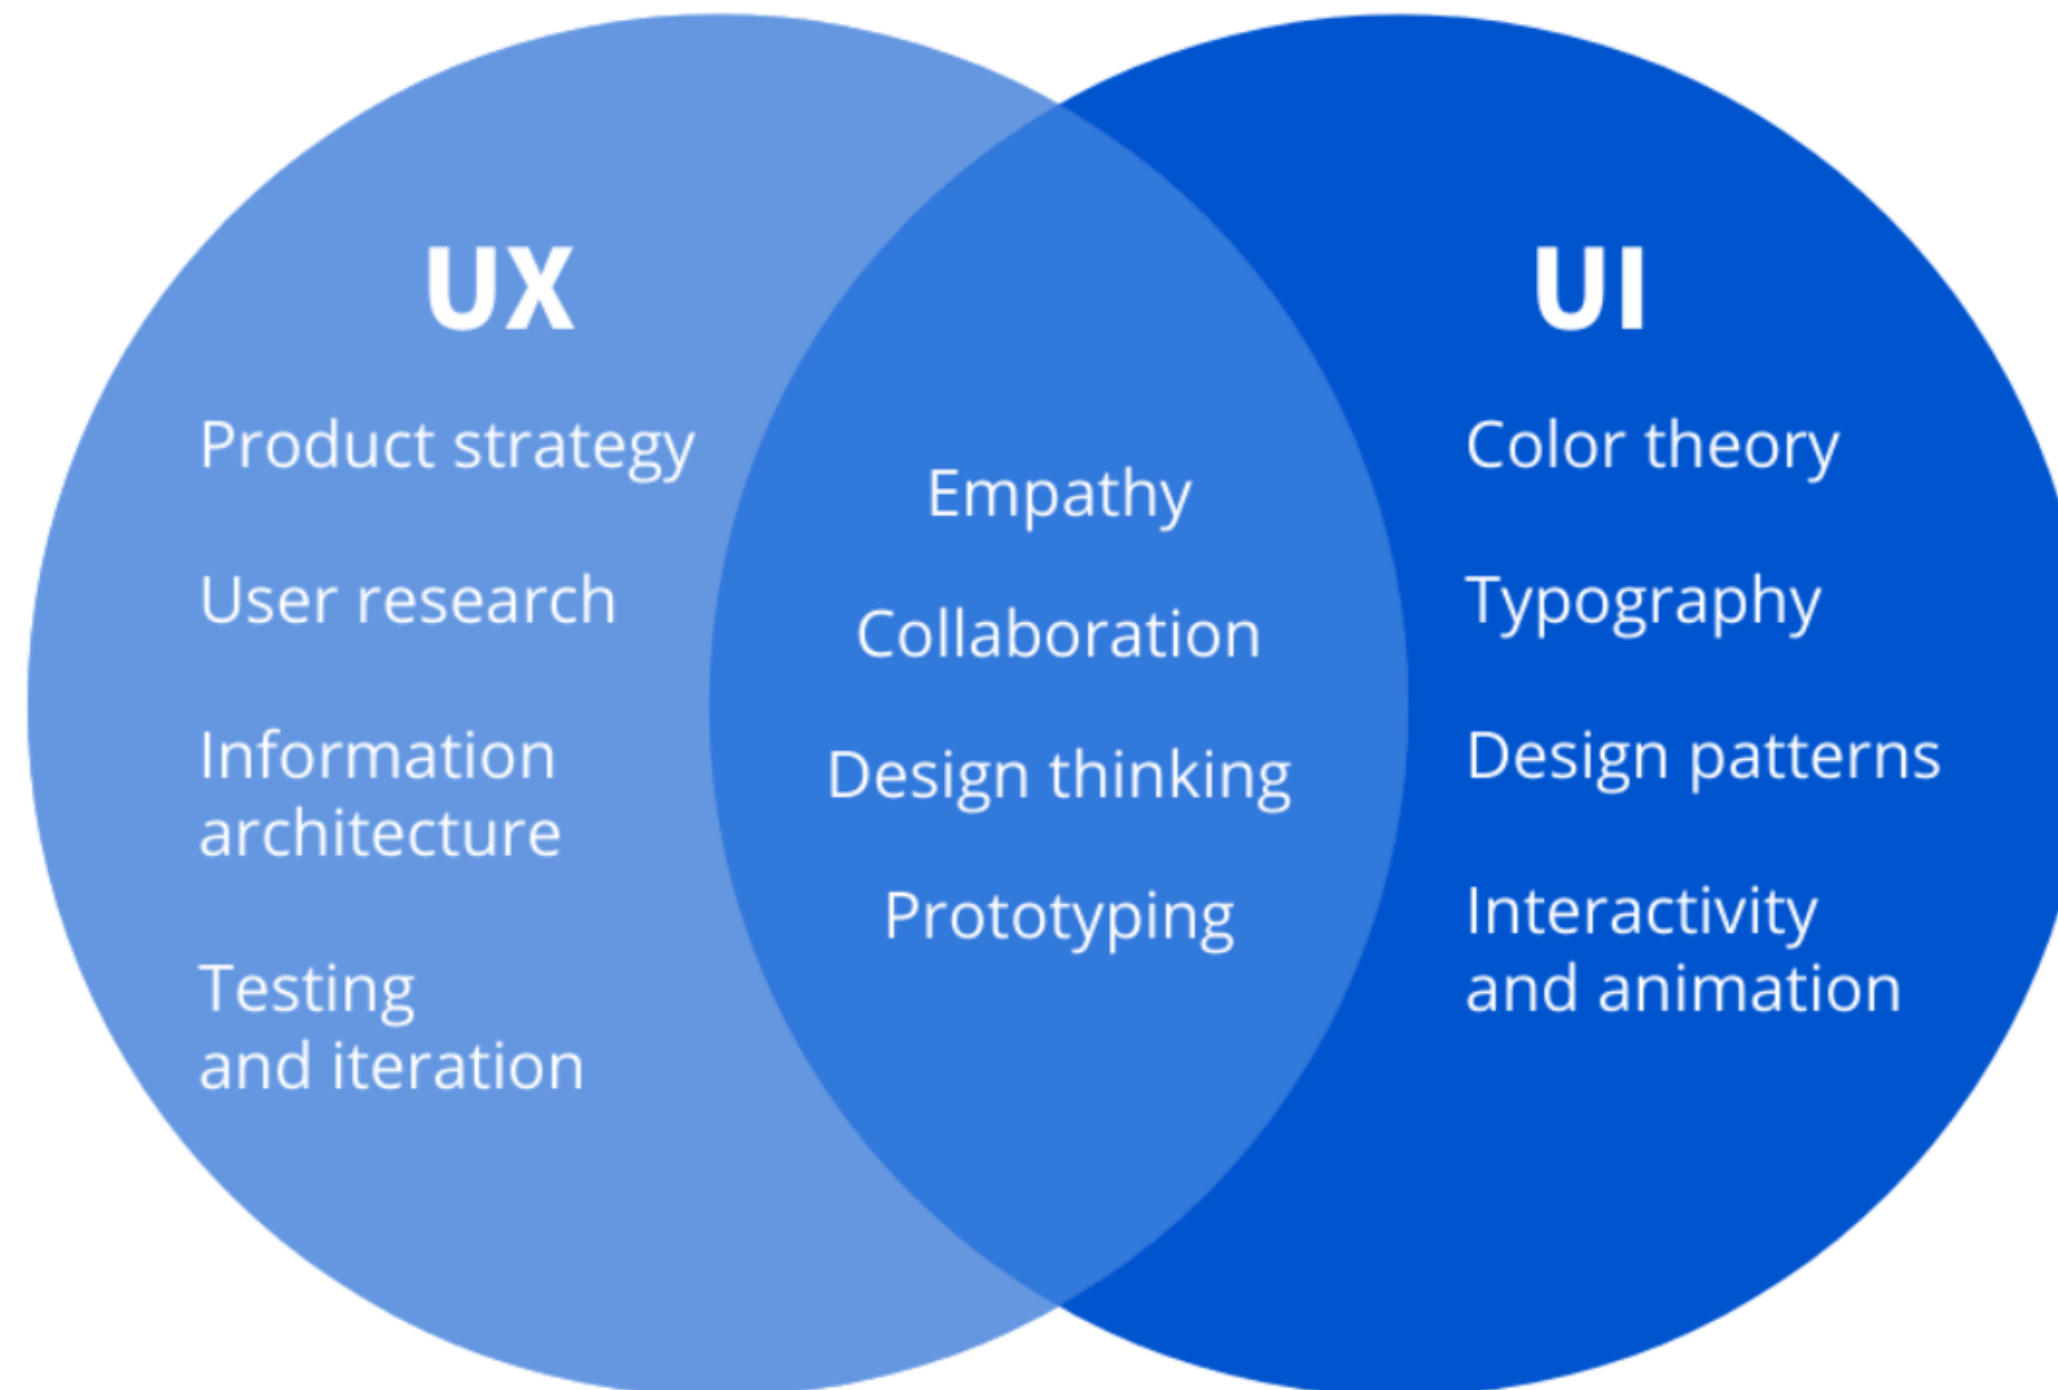 UX
Product strategy
User research
Information
architecture
Testing
and iteration
Empathy
Collaboration
Design thinking
Prototyping
UI
Color theory
Typography
Design patterns
Interactivity
and animation